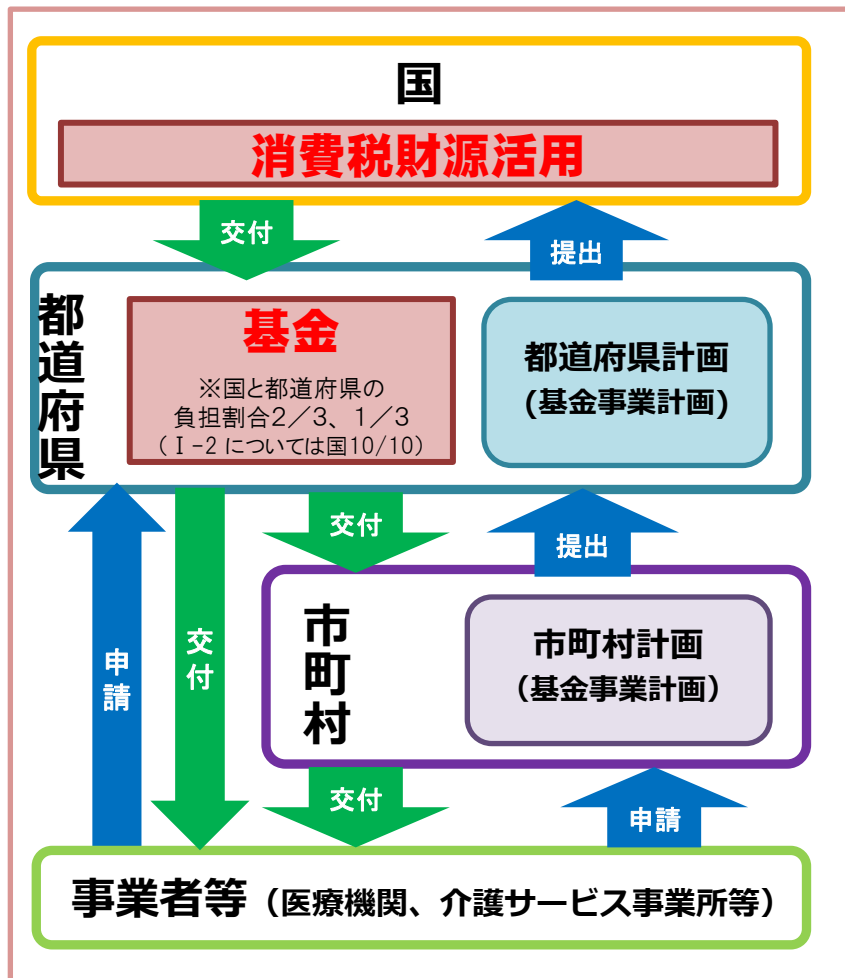 国
消費税財源活用
交付
提出
都道府県
基金
※国と都道府県の
負担割合2/3、1/3
(Ⅰ-2 については国10/10)
都道府県計画
(基金事業計画)
交付
提出
申請
交付
市町村
市町村計画
(基金事業計画)
交付
申請
事業者等(医療機関、介護サービス事業所等)